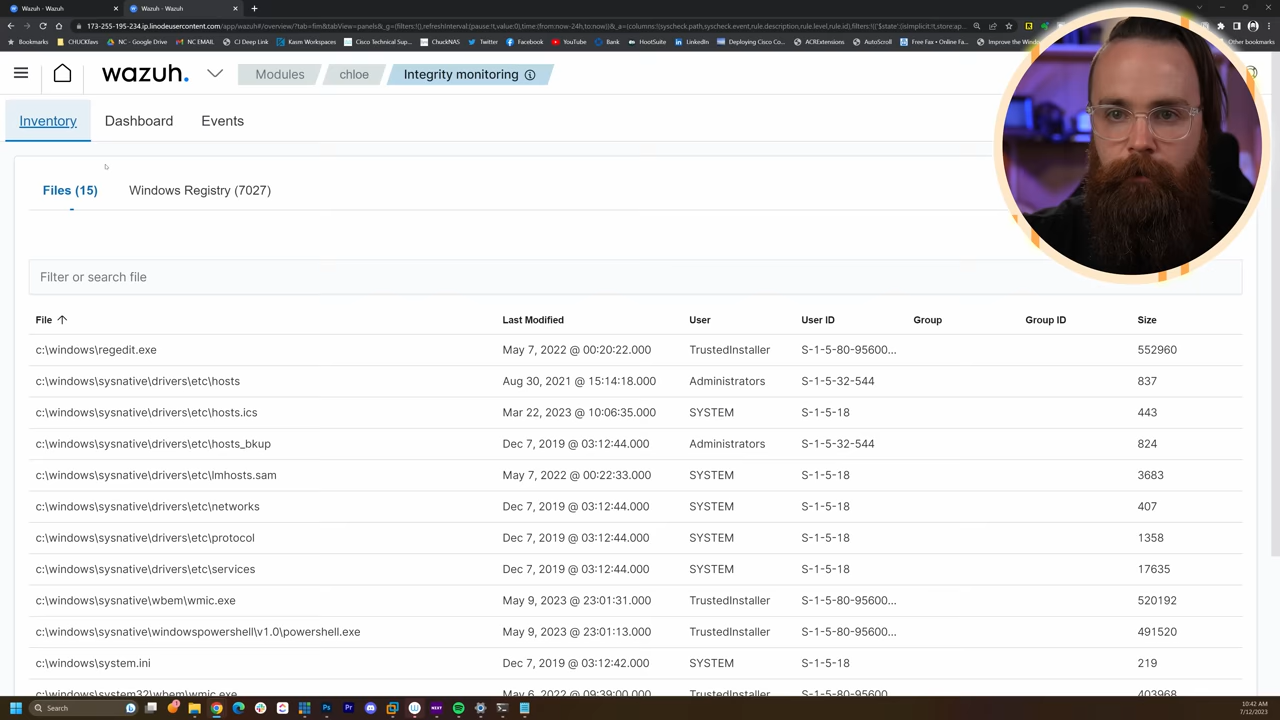 Wazuh - Wazuh
Wazuh - Wazuh
173-255-195-234.ip.linodeusercontent.com/app/wazuh#/overview/?tab=fim&tabView=panels&_g=(filters:!(),refreshInterval:(pause:!t,value:0),time:(from:now-24h,to:now))&_a=(columns:!(syscheck.path,syscheck.event,rule.description,rule.level,rule.id),filters:!(('$state':(isImplicit:!t,store:ap...
Bookmarks CHUCKfave NC - Google Drive NC EMAIL CJ Deep Link Kasm Workspaces Cisco Technical Sup... ChuckNAS Twitter Facebook YouTube Bank HootSuite LinkedIn Deploying Cisco Co... ACRExtensions AutoScroll Free Fax • Online Fa... Improve the Win Other bookmarks
wazuh. Modules chloe Integrity monitoring
Inventory Dashboard Events
Files (15) Windows Registry (7027)
Filter or search file
File Last Modified User User ID Group Group ID Size
c:\windows\regedit.exe May 7, 2022 @ 00:20:22.000 TrustedInstaller S-1-5-80-95600... 552960
c:\windows\sysnative\drivers\etc\hosts Aug 30, 2021 @ 15:14:18.000 Administrators S-1-5-32-544 837
c:\windows\sysnative\drivers\etc\hosts.ics Mar 22, 2023 @ 10:06:35.000 SYSTEM S-1-5-18 443
c:\windows\sysnative\drivers\etc\hosts_bkup Dec 7, 2019 @ 03:12:44.000 Administrators S-1-5-32-544 824
c:\windows\sysnative\drivers\etc\lmhosts.sam May 7, 2022 @ 00:22:33.000 SYSTEM S-1-5-18 3683
c:\windows\sysnative\drivers\etc\networks Dec 7, 2019 @ 03:12:44.000 SYSTEM S-1-5-18 407
c:\windows\sysnative\drivers\etc\protocol Dec 7, 2019 @ 03:12:44.000 SYSTEM S-1-5-18 1358
c:\windows\sysnative\drivers\etc\services Dec 7, 2019 @ 03:12:44.000 SYSTEM S-1-5-18 17635
c:\windows\sysnative\wbem\wmic.exe May 9, 2023 @ 23:01:31.000 TrustedInstaller S-1-5-80-95600... 520192
c:\windows\sysnative\windowspowershell\v1.0\powershell.exe May 9, 2023 @ 23:01:13.000 TrustedInstaller S-1-5-80-95600... 491520
c:\windows\system.ini Dec 7, 2019 @ 03:12:42.000 SYSTEM S-1-5-18 219
c:\windows\system32\wbem\wmic.exe May 6, 2022 @ 09:39:00.000 TrustedInstaller S-1-5-80-95600... 403968
Search
10:42 AM
7/12/2023